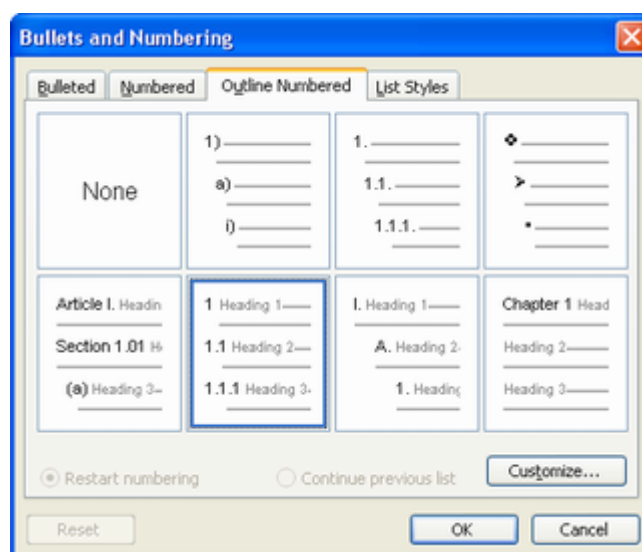 Bullets and Numbering
Bulleted Numbered Outline Numbered List Styles
None
1)
a)
i)
1.
1.1.
1.1.1.
Article I. Headin
Section 1.01 H
(a) Heading 3
1 Heading 1
1.1 Heading 2
1.1.1 Heading 3
I. Heading 1
A. Heading 2
1. Heading
Chapter 1 Head
Heading 2
Heading 3
Restart numbering Continue previous list Customize...
Reset OK Cancel